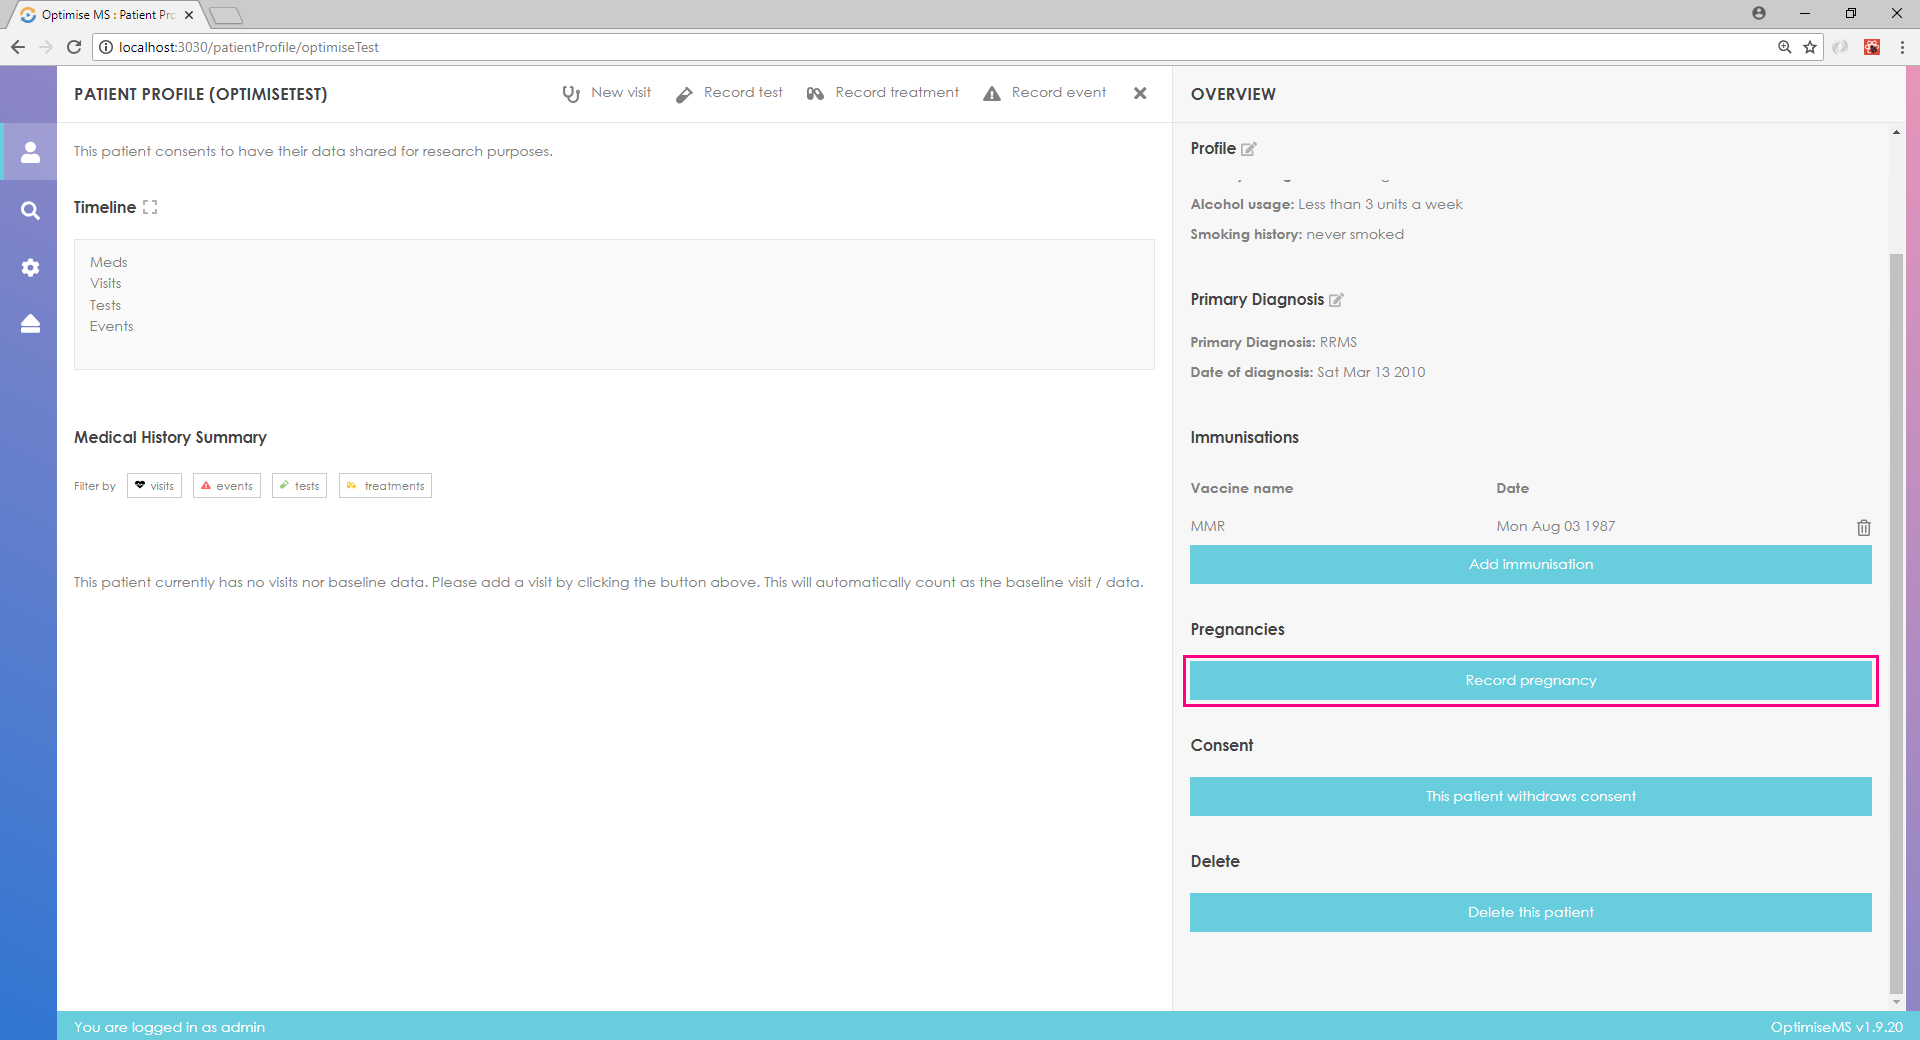 Optimise MS : Patient Pro
localhost:3030/patientProfile/optimiseTest
PATIENT PROFILE (OPTIMISETEST)
New visit
Record test
Record treatment
Record event
OVERVIEW
This patient consents to have their data shared for research purposes.
Timeline
Meds
Visits
Tests
Events
Medical History Summary
Filter by
visits
events
tests
treatments
This patient currently has no visits nor baseline data. Please add a visit by clicking the button above. This will automatically count as the baseline visit / data.
Profile
Alcohol usage: Less than 3 units a week
Smoking history: never smoked
Primary Diagnosis
Primary Diagnosis: RRMS
Date of diagnosis: Sat Mar 13 2010
Immunisations
Vaccine name Date
MMR Mon Aug 03 1987
Add immunisation
Pregnancies
Record pregnancy
Consent
This patient withdraws consent
Delete
Delete this patient
You are logged in as admin
OptimiseMS v1.9.20